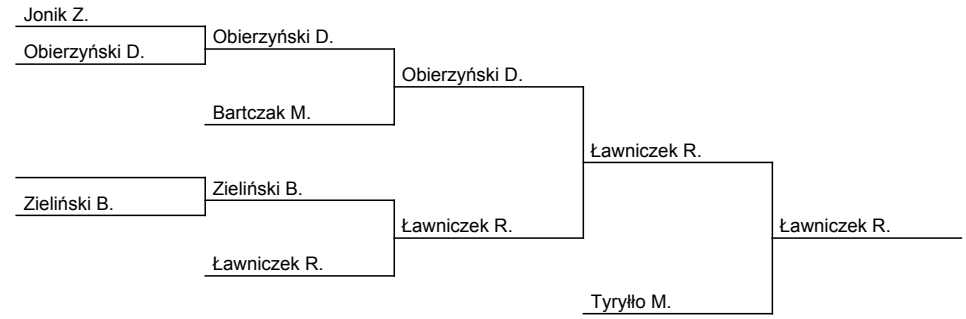 Jonik Z.
Obierzyński D.
Obierzyński D.
Obierzyński D.
Bartczak M.
Ławniczek R.
Zieliński B.
Zieliński B.
Ławniczek R.
Ławniczek R.
Ławniczek R.
Tyryłło M.